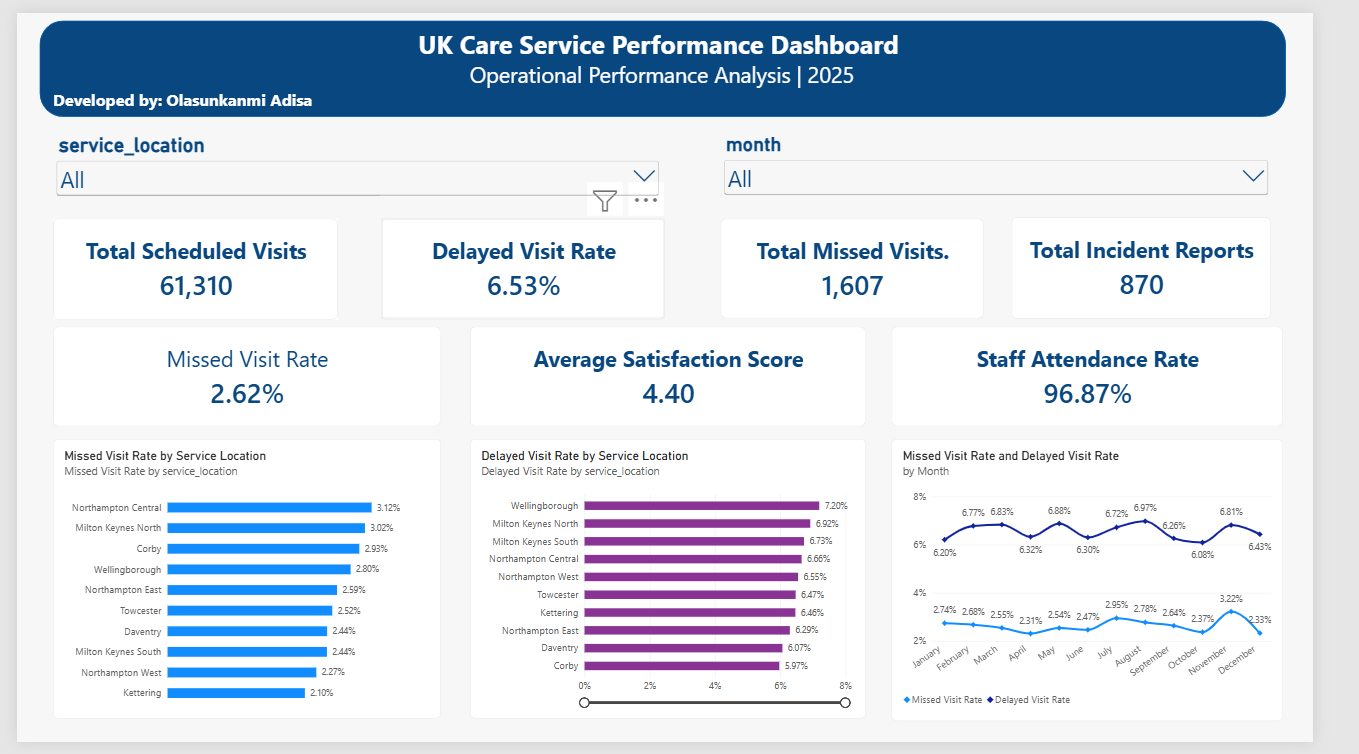 UK Care Service Performance Dashboard
Operational Performance Analysis | 2025
Developed by: Olasunkanmi Adisa
service_location
All
month
All
Total Scheduled Visits
61,310
Delayed Visit Rate
6.53%
Total Missed Visits.
1,607
Total Incident Reports
870
Missed Visit Rate
2.62%
Average Satisfaction Score
4.40
Staff Attendance Rate
96.87%
Missed Visit Rate by Service Location
Missed Visit Rate by service_location
Northampton Central 3.12%
Milton Keynes North 3.02%
Corby 2.93%
Wellingborough 2.80%
Northampton East 2.59%
Towcester 2.52%
Daventry 2.44%
Milton Keynes South 2.44%
Northampton West 2.27%
Kettering 2.10%
Delayed Visit Rate by Service Location
Delayed Visit Rate by service_location
Wellingborough 7.20%
Milton Keynes North 6.92%
Milton Keynes South 6.73%
Northampton Central 6.66%
Northampton West 6.55%
Towcester 6.47%
Kettering 6.46%
Northampton East 6.29%
Daventry 6.07%
Corby 5.97%
0% 2% 4% 6% 8%
Missed Visit Rate and Delayed Visit Rate
by Month
8%
6%
4%
2%
6.20% 6.77% 6.83% 6.32% 6.88% 6.30% 6.72% 6.97% 6.26% 6.08% 6.81% 6.43%
2.74% 2.68% 2.55% 2.31% 2.54% 2.47% 2.95% 2.78% 2.64% 2.37% 3.22% 2.33%
January February March April May June July August September October November December
Missed Visit Rate Delayed Visit Rate